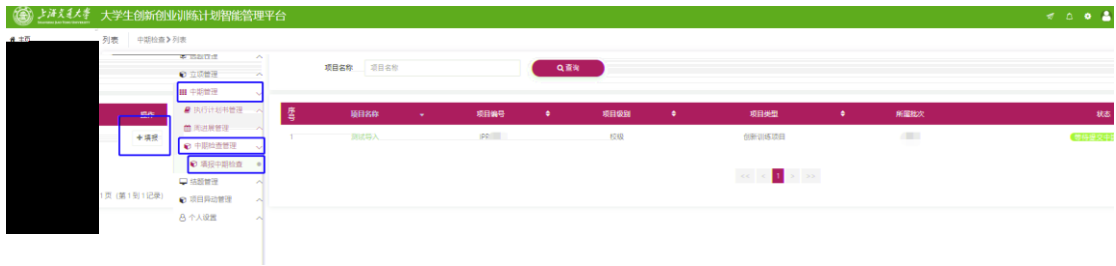 上海交通大学 大学生创新创业训练计划智能管理平台
主页 列表 中期检查 > 列表
立项管理
中期管理
执行计划书管理
周进展管理
中期检查管理
填报中期检查
结题管理
项目异动管理
个人设置
操作
+填报
1页 (第1到1记录)
项目名称 项目名称 查询
序号 项目名称 项目编号 项目级别 项目类型 所属批次 状态
1 测试导入 IPR 校级 创新训练项目
<< < 1 > >>